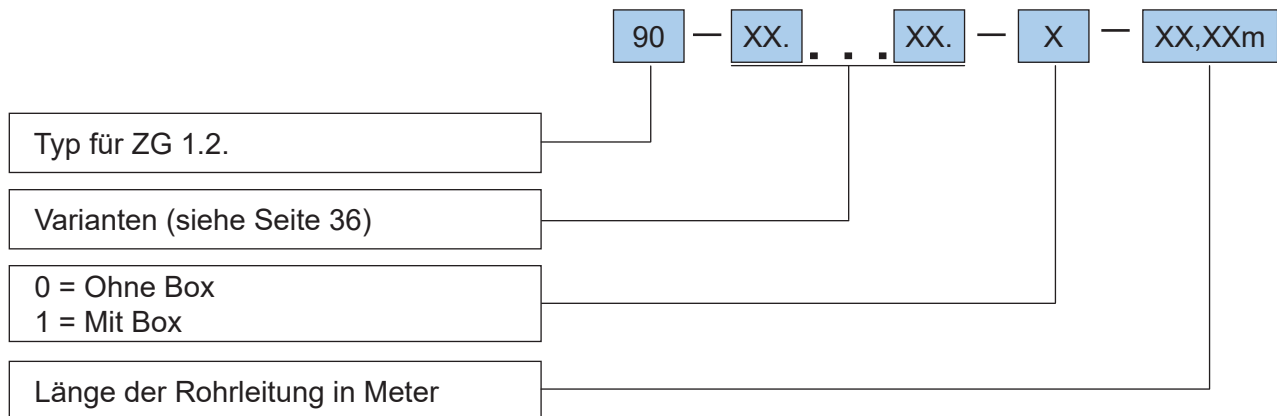 90 — XX. . . . XX. — X — XX,XXm
Typ für ZG 1.2.
Varianten (siehe Seite 36)
0 = Ohne Box
1 = Mit Box
Länge der Rohrleitung in Meter